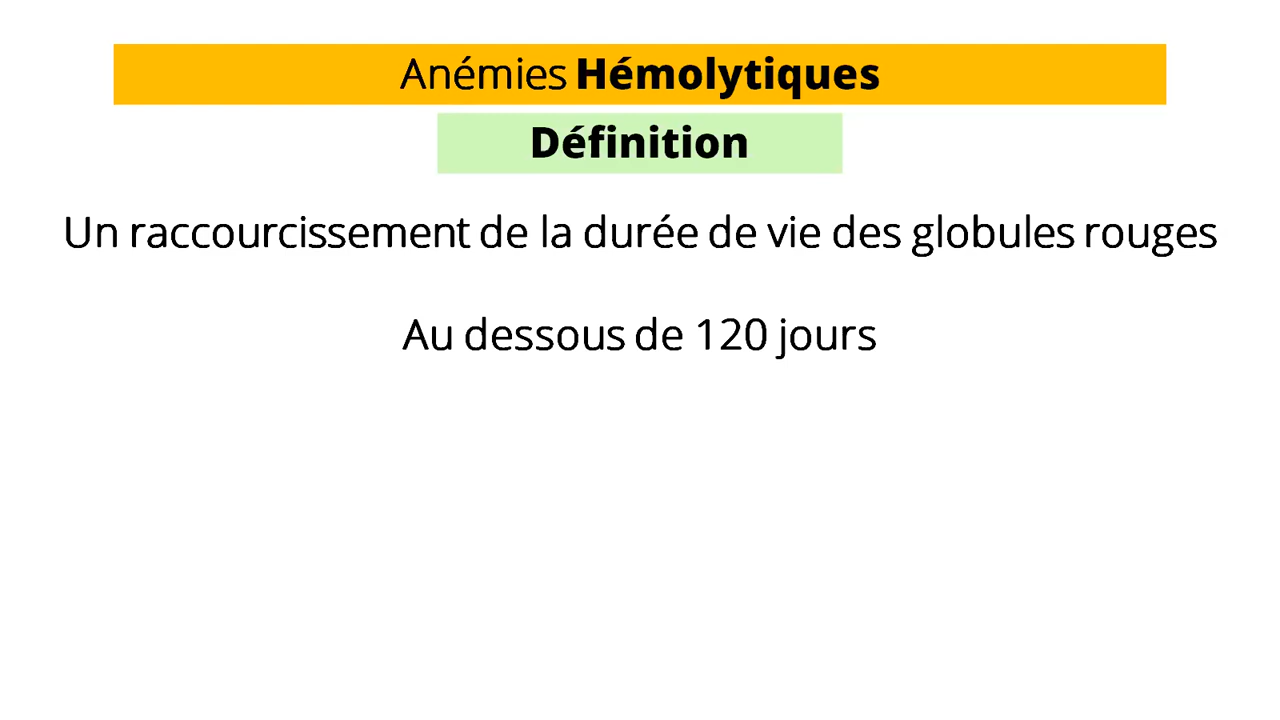 Anémies Hémolytiques
Définition
Un raccourcissement de la durée de vie des globules rouges
Au dessous de 120 jours